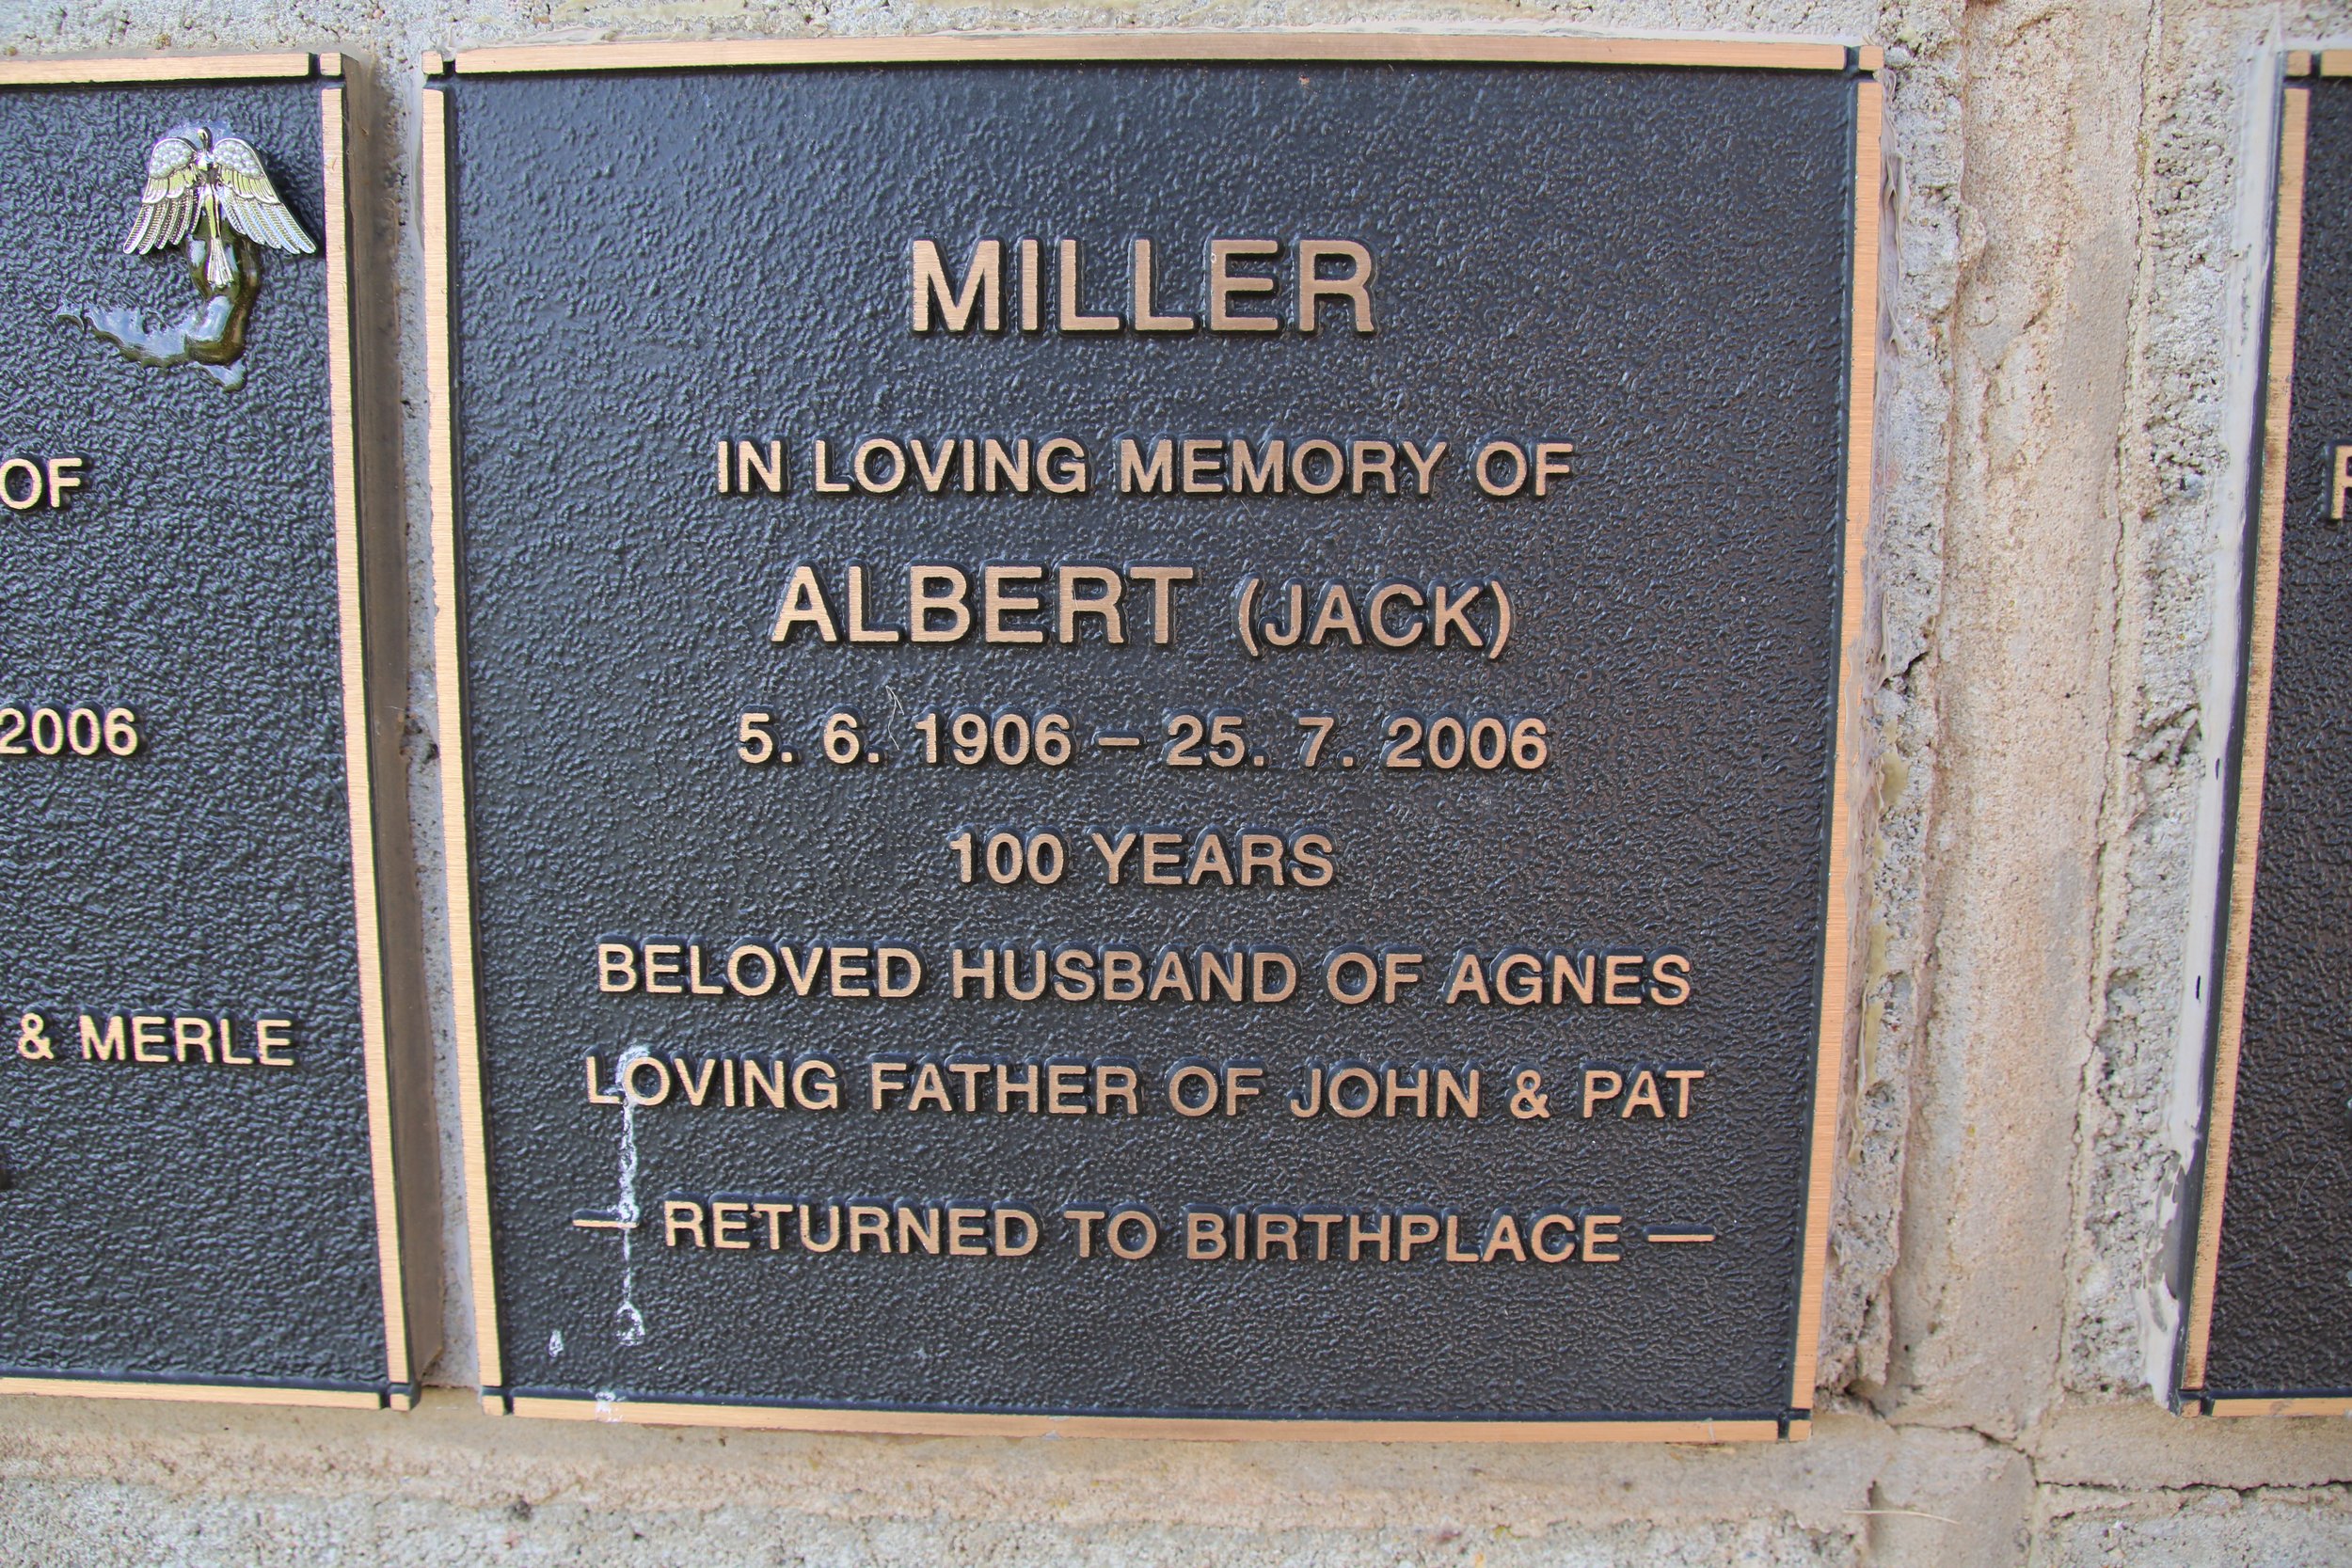 MILLER
IN LOVING MEMORY OF
ALBERT (JACK)
5. 6. 1906 – 25. 7. 2006
100 YEARS
BELOVED HUSBAND OF AGNES
LOVING FATHER OF JOHN & PAT
— RETURNED TO BIRTHPLACE —
OF
2006
& MERLE